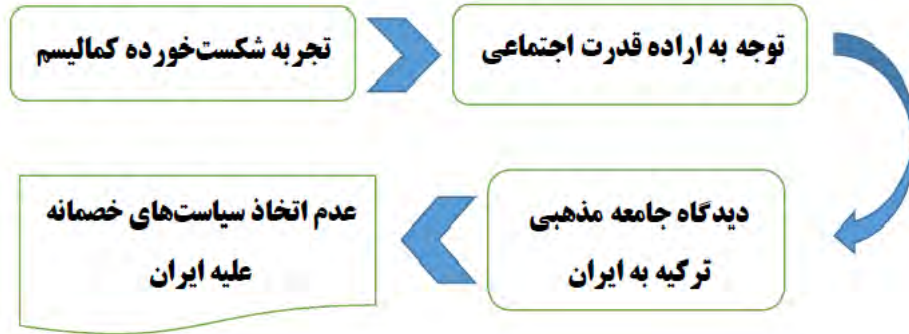 تجربه شکست‌خورده کمالیسم
توجه به اراده قدرت اجتماعی
دیدگاه جامعه مذهبی
ترکیه به ایران
عدم اتخاذ سیاست‌های خصمانه
علیه ایران